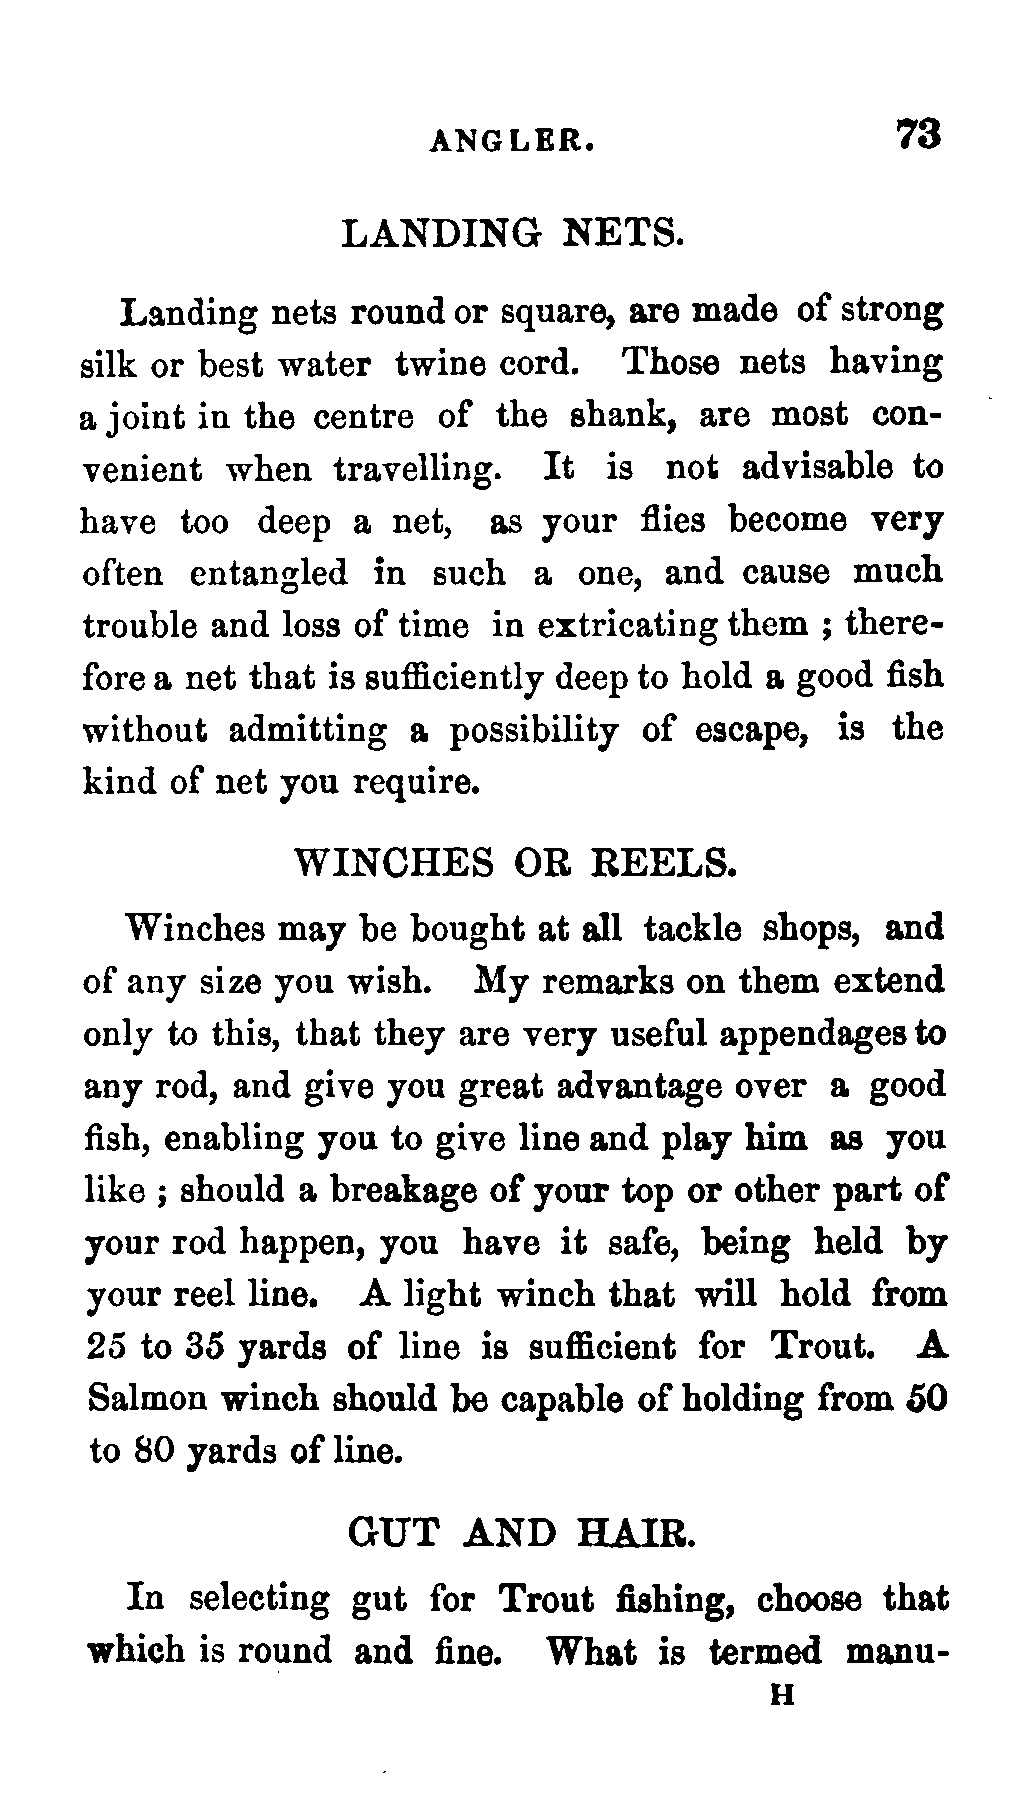 ANGLER. 73
LANDING NETS.
Landing nets round or square, are made of strong
silk or best water twine cord. Those nets having
a joint in the centre of the shank, are most con-
venient when travelling. It is not advisable to
have too deep a net, as your flies become very
often entangled in such a one, and cause much
trouble and loss of time in extricating them ; there-
fore a net that is sufficiently deep to hold a good fish
without admitting a possibility of escape, is the
kind of net you require.
WINCHES OR REELS.
Winches may be bought at all tackle shops, and
of any size you wish. My remarks on them extend
only to this, that they are very useful appendages to
any rod, and give you great advantage over a good
fish, enabling you to give line and play him as you
like ; should a breakage of your top or other part of
your rod happen, you have it safe, being held by
your reel line. A light winch that will hold from
25 to 35 yards of line is sufficient for Trout. A
Salmon winch should be capable of holding from 50
to 80 yards of line.
GUT AND HAIR.
In selecting gut for Trout fishing, choose that
which is round and fine. What is termed manu-
H